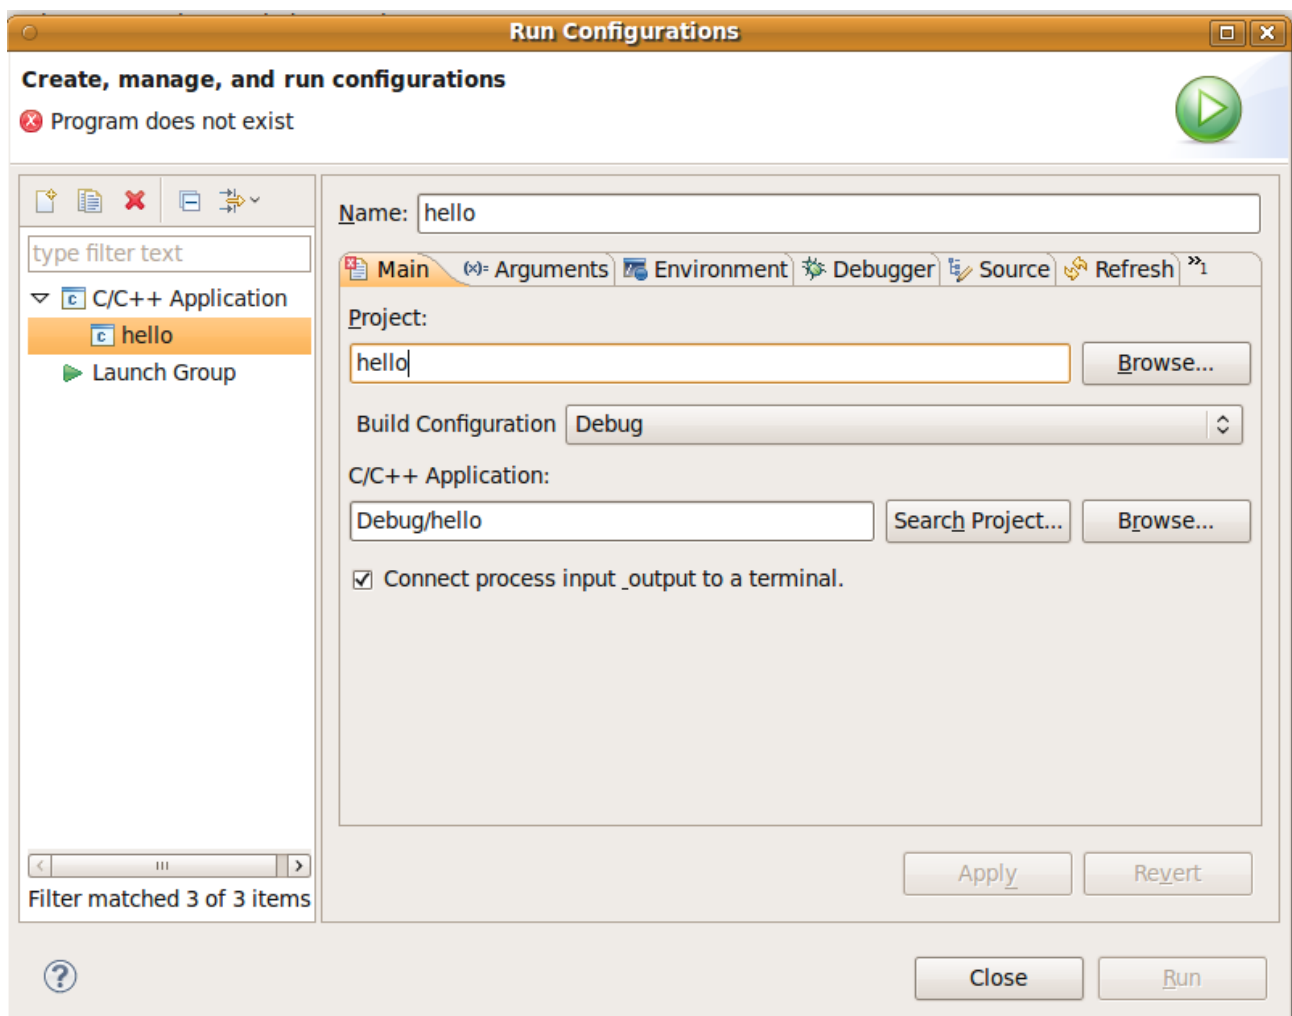 Run Configurations
Create, manage, and run configurations
Program does not exist
type filter text
C/C++ Application
hello
Launch Group
Filter matched 3 of 3 items
Name: hello
Main (x)= Arguments Environment Debugger Source Refresh »1
Project:
hello Browse...
Build Configuration Debug
C/C++ Application:
Debug/hello Search Project... Browse...
Connect process input _output to a terminal.
Apply Revert
? Close Run